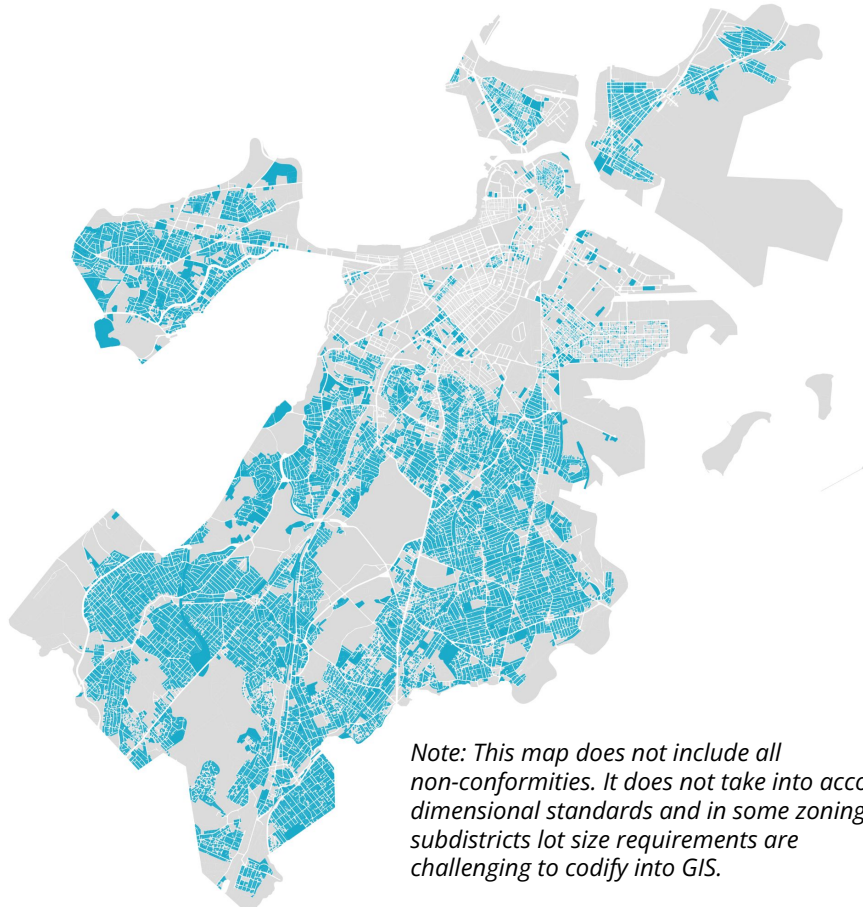 Note: This map does not include all
non-conformities. It does not take into
dimensional standards and in some zoning
subdistricts lot size requirements are
challenging to codify into GIS.